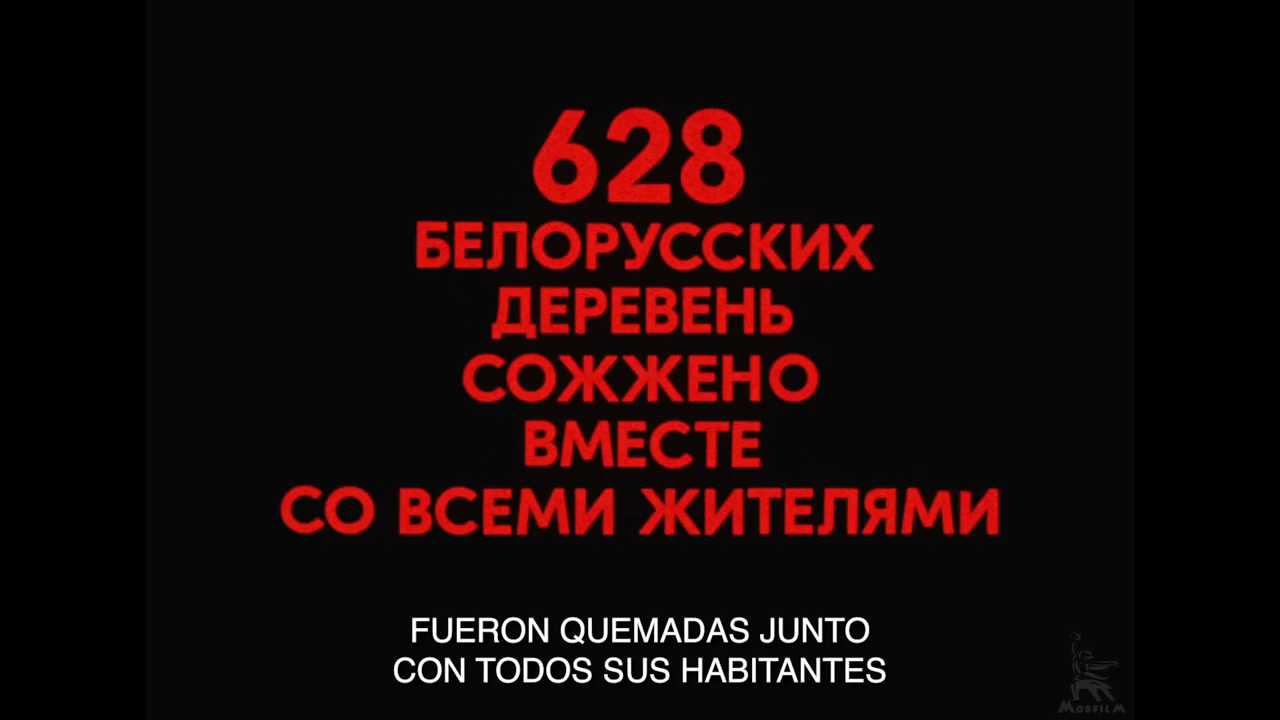 628
БЕЛОРУССКИХ
ДЕРЕВЕНЬ
СОЖЖЕНО
ВМЕСТЕ
СО ВСЕМИ ЖИТЕЛЯМИ
FUERON QUEMADAS JUNTO
CON TODOS SUS HABITANTES
MOSFILM